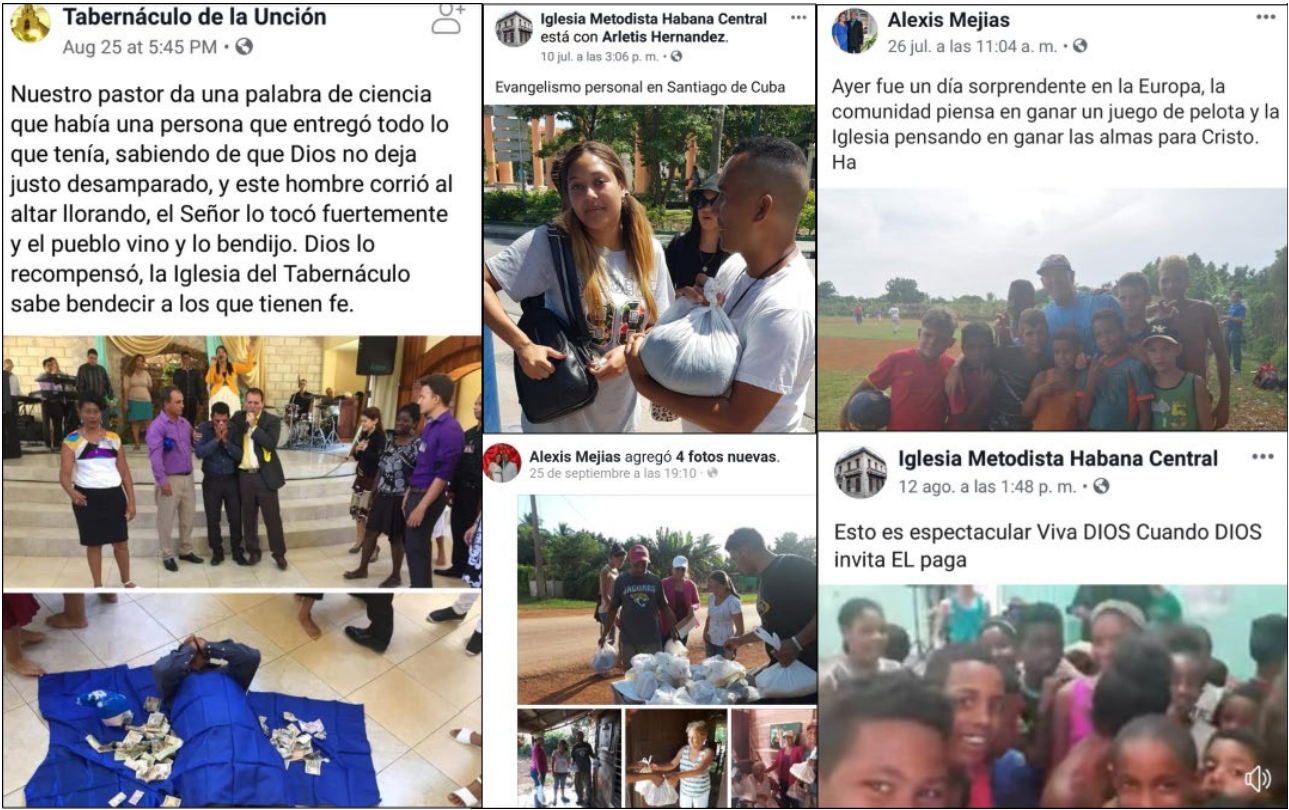 Tabernáculo de la Unción
Aug 25 at 5:45 PM •
Nuestro pastor da una palabra de ciencia
que había una persona que entregó todo lo
que tenía, sabiendo de que Dios no deja
justo desamparado, y este hombre corrió al
altar llorando, el Señor lo tocó fuertemente
y el pueblo vino y lo bendijo. Dios lo
recompensó, la Iglesia del Tabernáculo
sabe bendecir a los que tienen fe.
Iglesia Metodista Habana Central
está con Arletis Hernandez.
10 jul. a las 3:06 p. m. •
Evangelismo personal en Santiago de Cuba
Alexis Mejias agregó 4 fotos nuevas.
25 de septiembre a las 19:10 ·
JAGUARS
Alexis Mejias
26 jul. a las 11:04 a. m. •
Ayer fue un día sorprendente en la Europa, la
comunidad piensa en ganar un juego de pelota y la
Iglesia pensando en ganar las almas para Cristo.
Ha
15
Iglesia Metodista Habana Central
12 ago. a las 1:48 p. m. •
Esto es espectacular Viva DIOS Cuando DIOS
invita EL paga